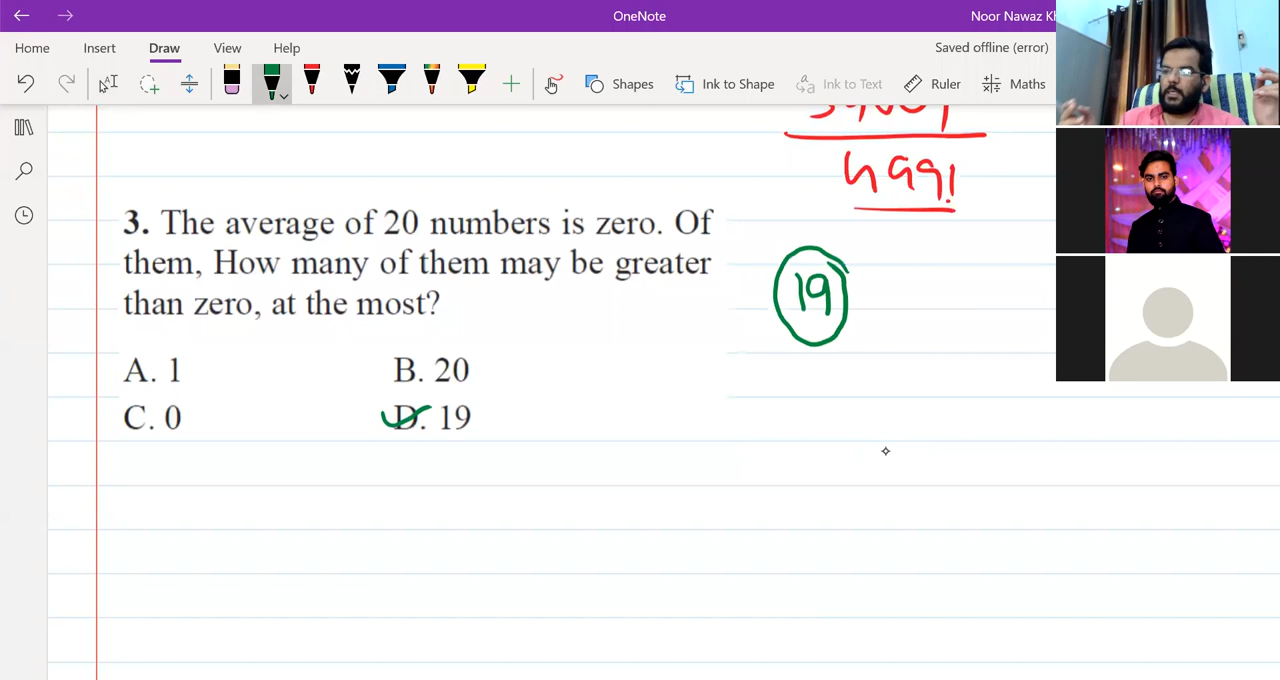 OneNote
Noor Nawaz Kh
Home Insert Draw View Help
Saved offline (error)
Shapes Ink to Shape Ink to Text Ruler Maths
3. The average of 20 numbers is zero. Of
them, How many of them may be greater
than zero, at the most?
19
A. 1 B. 20
C. 0 D. 19